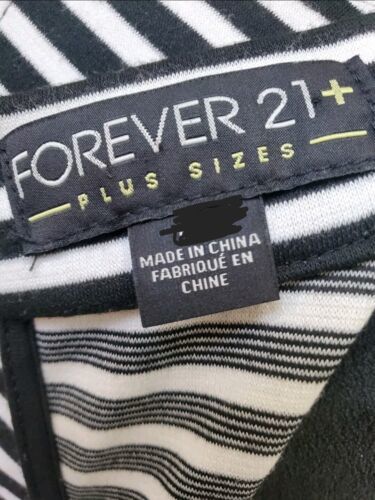 FOREVER 21+
PLUS SIZES
MADE IN CHINA
FABRIQUÉ EN
CHINE